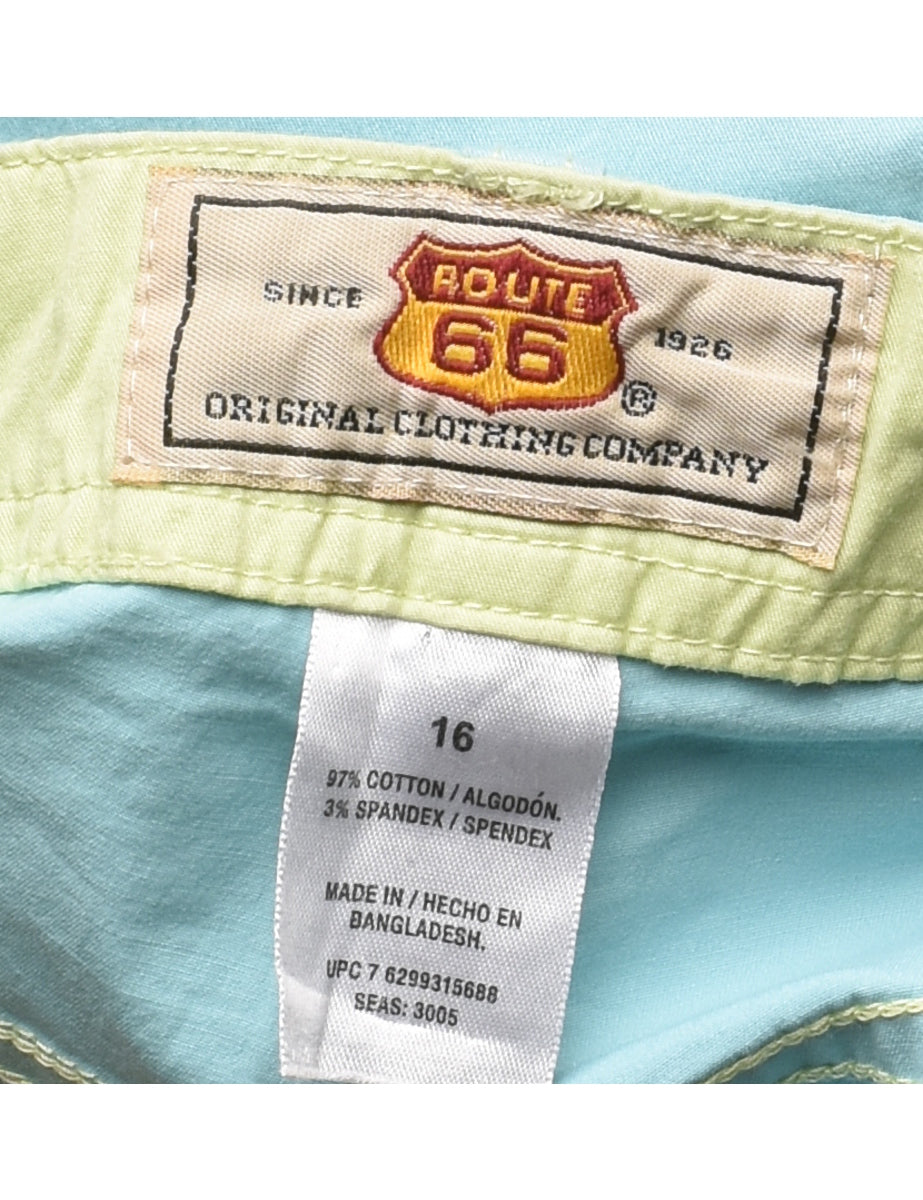 SINCE ROUTE 66 1926
®
ORIGINAL CLOTHING COMPANY
16
97% COTTON / ALGODÓN.
3% SPANDEX / SPENDEX
MADE IN / HECHO EN
BANGLADESH.
UPC 7 6299315688
SEAS: 3005